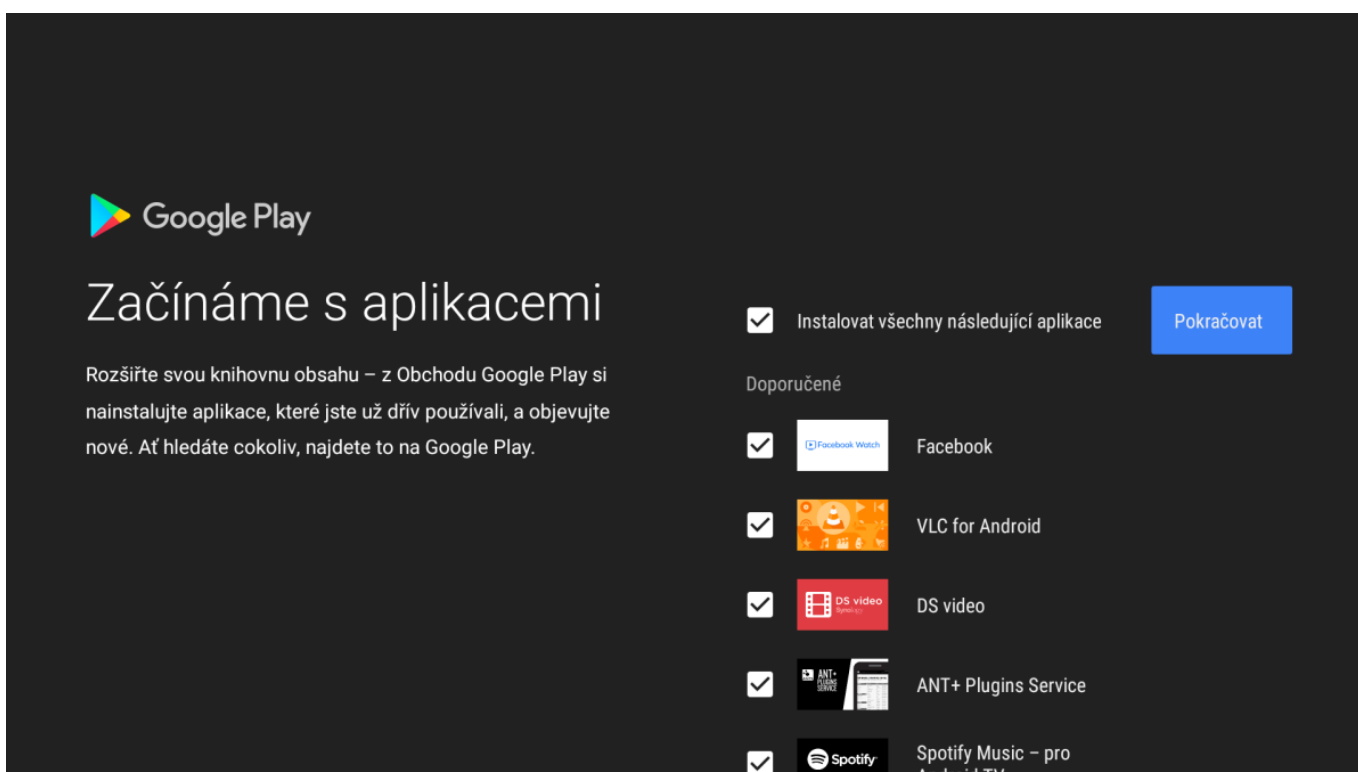 Google Play
Začínáme s aplikacemi
Rozšiřte svou knihovnu obsahu – z Obchodu Google Play si
nainstalujte aplikace, které jste už dřív používali, a objevujte
nové. Ať hledáte cokoliv, najdete to na Google Play.
Instalovat všechny následující aplikace
Pokračovat
Doporučené
Facebook Watch
Facebook
VLC for Android
DS video
Synology
DS video
ANT+
PLUGINS
SERVICE
ANT+ Plugins Service
Spotify
Spotify Music – pro